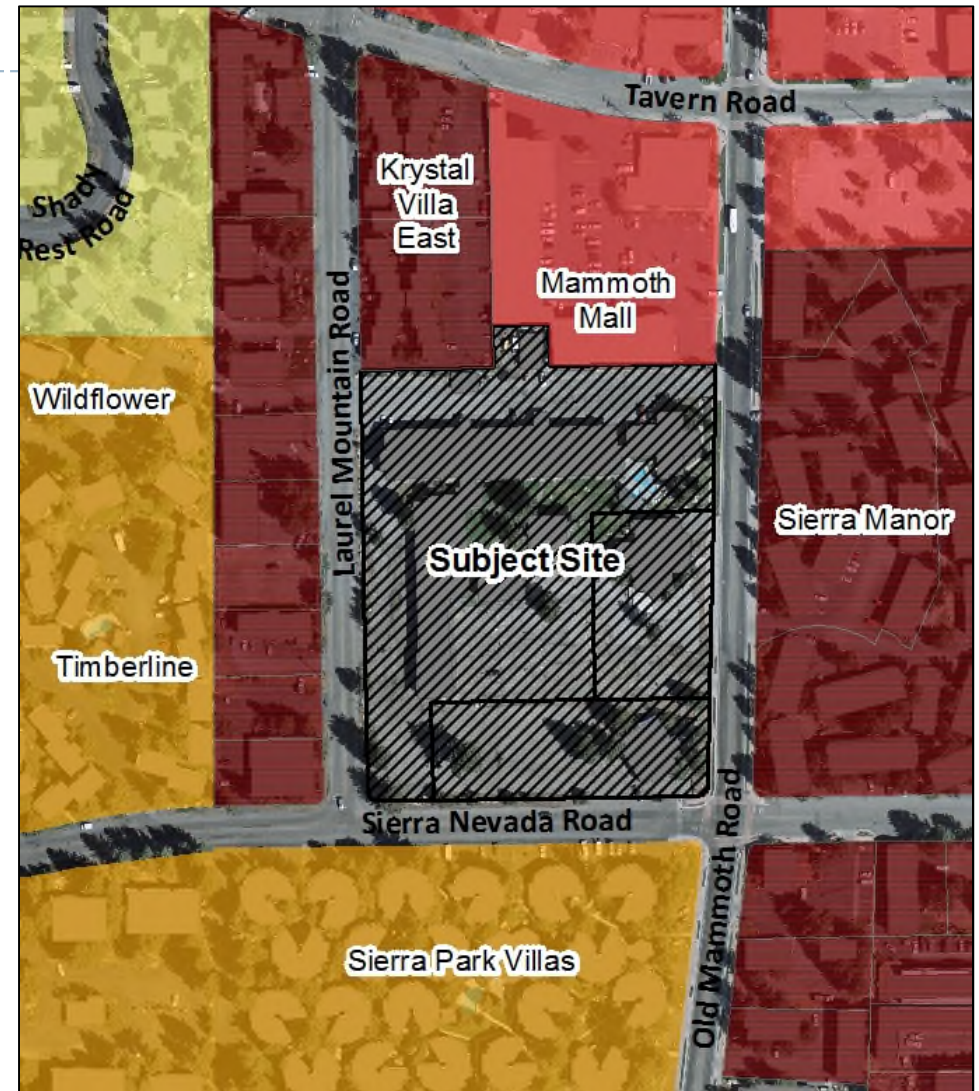 Tavern Road
Krystal
Villa
East
Shady
Rest Road
Mammoth
Mall
Laurel Mountain Road
Wildflower
Sierra Manor
Subject Site
Timberline
Sierra Nevada Road
Old Mammoth Road
Sierra Park Villas